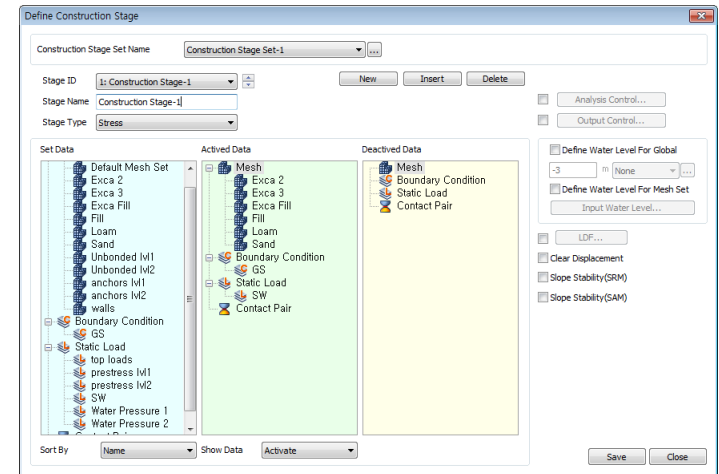 Define Construction Stage
Construction Stage Set Name
Construction Stage Set-1
...
Stage ID
1: Construction Stage-1
New
Insert
Delete
Stage Name
Construction Stage-1
Stage Type
Stress
Analysis Control...
Output Control...
Set Data
Default Mesh Set
Exca 2
Exca 3
Exca Fill
Fill
Loam
Sand
Unbonded lvl1
Unbonded lvl2
anchors lvl1
anchors lvl2
walls
Boundary Condition
GS
Static Load
top loads
prestress lvl1
prestress lvl2
SW
Water Pressure 1
Water Pressure 2
Actived Data
Mesh
Exca 2
Exca 3
Exca Fill
Fill
Loam
Sand
Boundary Condition
GS
Static Load
SW
Contact Pair
Deactived Data
Mesh
Boundary Condition
Static Load
Contact Pair
Define Water Level For Global
-3 m None ...
Define Water Level For Mesh Set
Input Water Level...
LDF...
Clear Displacement
Slope Stability(SRM)
Slope Stability(SAM)
Sort By
Name
Show Data
Activate
Save
Close